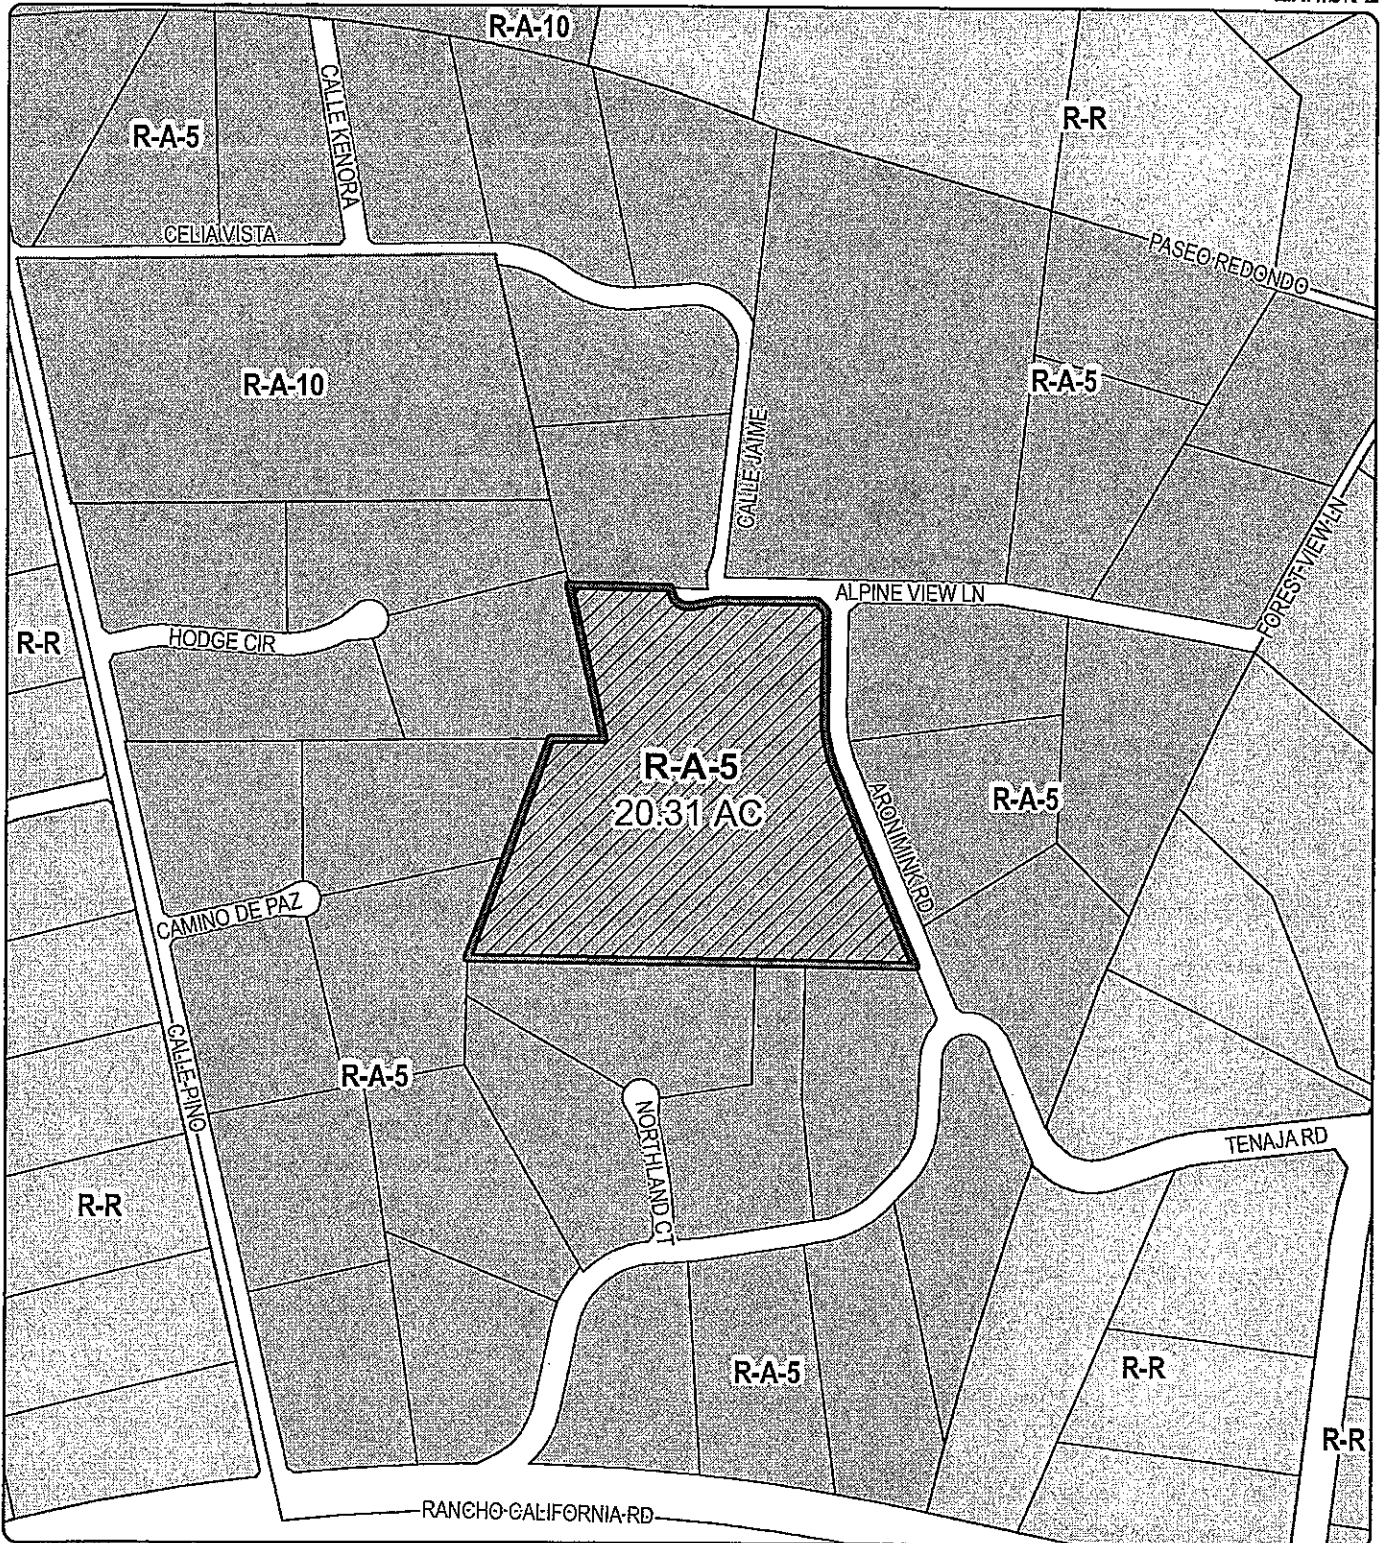 R-A-10
CALLE KENORA
R-A-5
R-R
CELIA VISTA
PASEO REDONDO
R-A-10
R-A-5
CALLE JAIME
FOREST VIEW LN
ALPINE VIEW LN
HODGE CIR
R-R
R-A-5
20.31 AC
R-A-5
ARONIMINK RD
CAMINO DE PAZ
CALLE PINO
R-A-5
NORTHLAND CT
TENAJA RD
R-R
R-A-5
R-R
R-R
RANCHO CALIFORNIA RD